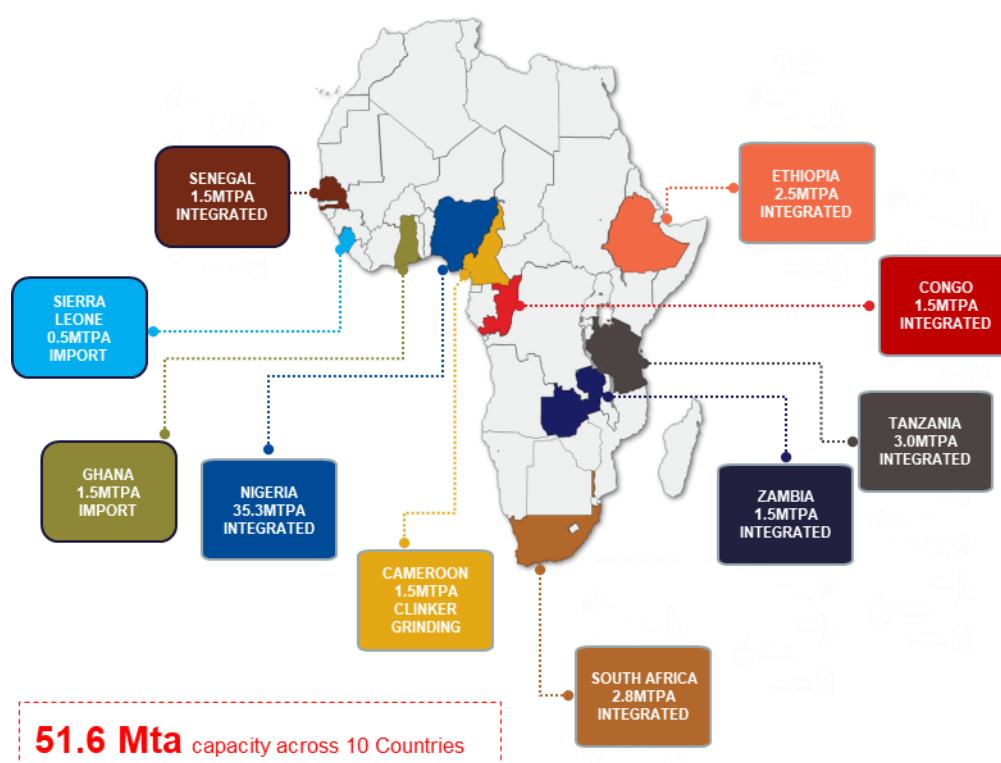 SENEGAL
1.5MTPA
INTEGRATED
ETHIOPIA
2.5MTPA
INTEGRATED
SIERRA
LEONE
0.5MTPA
IMPORT
CONGO
1.5MTPA
INTEGRATED
GHANA
1.5MTPA
IMPORT
NIGERIA
35.3MTPA
INTEGRATED
TANZANIA
3.0MTPA
INTEGRATED
ZAMBIA
1.5MTPA
INTEGRATED
CAMEROON
1.5MTPA
CLINKER
GRINDING
SOUTH AFRICA
2.8MTPA
INTEGRATED
51.6 Mta capacity across 10 Countries